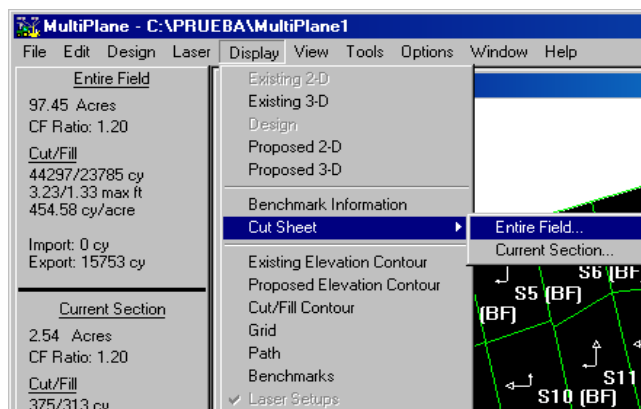 MultiPlane - C:\PRUEBA\MultiPlane1
File Edit Design Laser Display View Tools Options Window Help
Entire Field
97.45 Acres
CF Ratio: 1.20
Cut/Fill
44297/23785 cy
3.23/1.33 max ft
454.58 cy/acre
Import: 0 cy
Export: 15753 cy
Current Section
2.54 Acres
CF Ratio: 1.20
Cut/Fill
375/313 cy
Existing 2-D
Existing 3-D
Design
Proposed 2-D
Proposed 3-D
Benchmark Information
Cut Sheet
Existing Elevation Contour
Proposed Elevation Contour
Cut/Fill Contour
Grid
Path
Benchmarks
Laser Setups
Entire Field...
Current Section...
S6 (BF
S5 (BF)
(BF)
S11
S10 (BF)